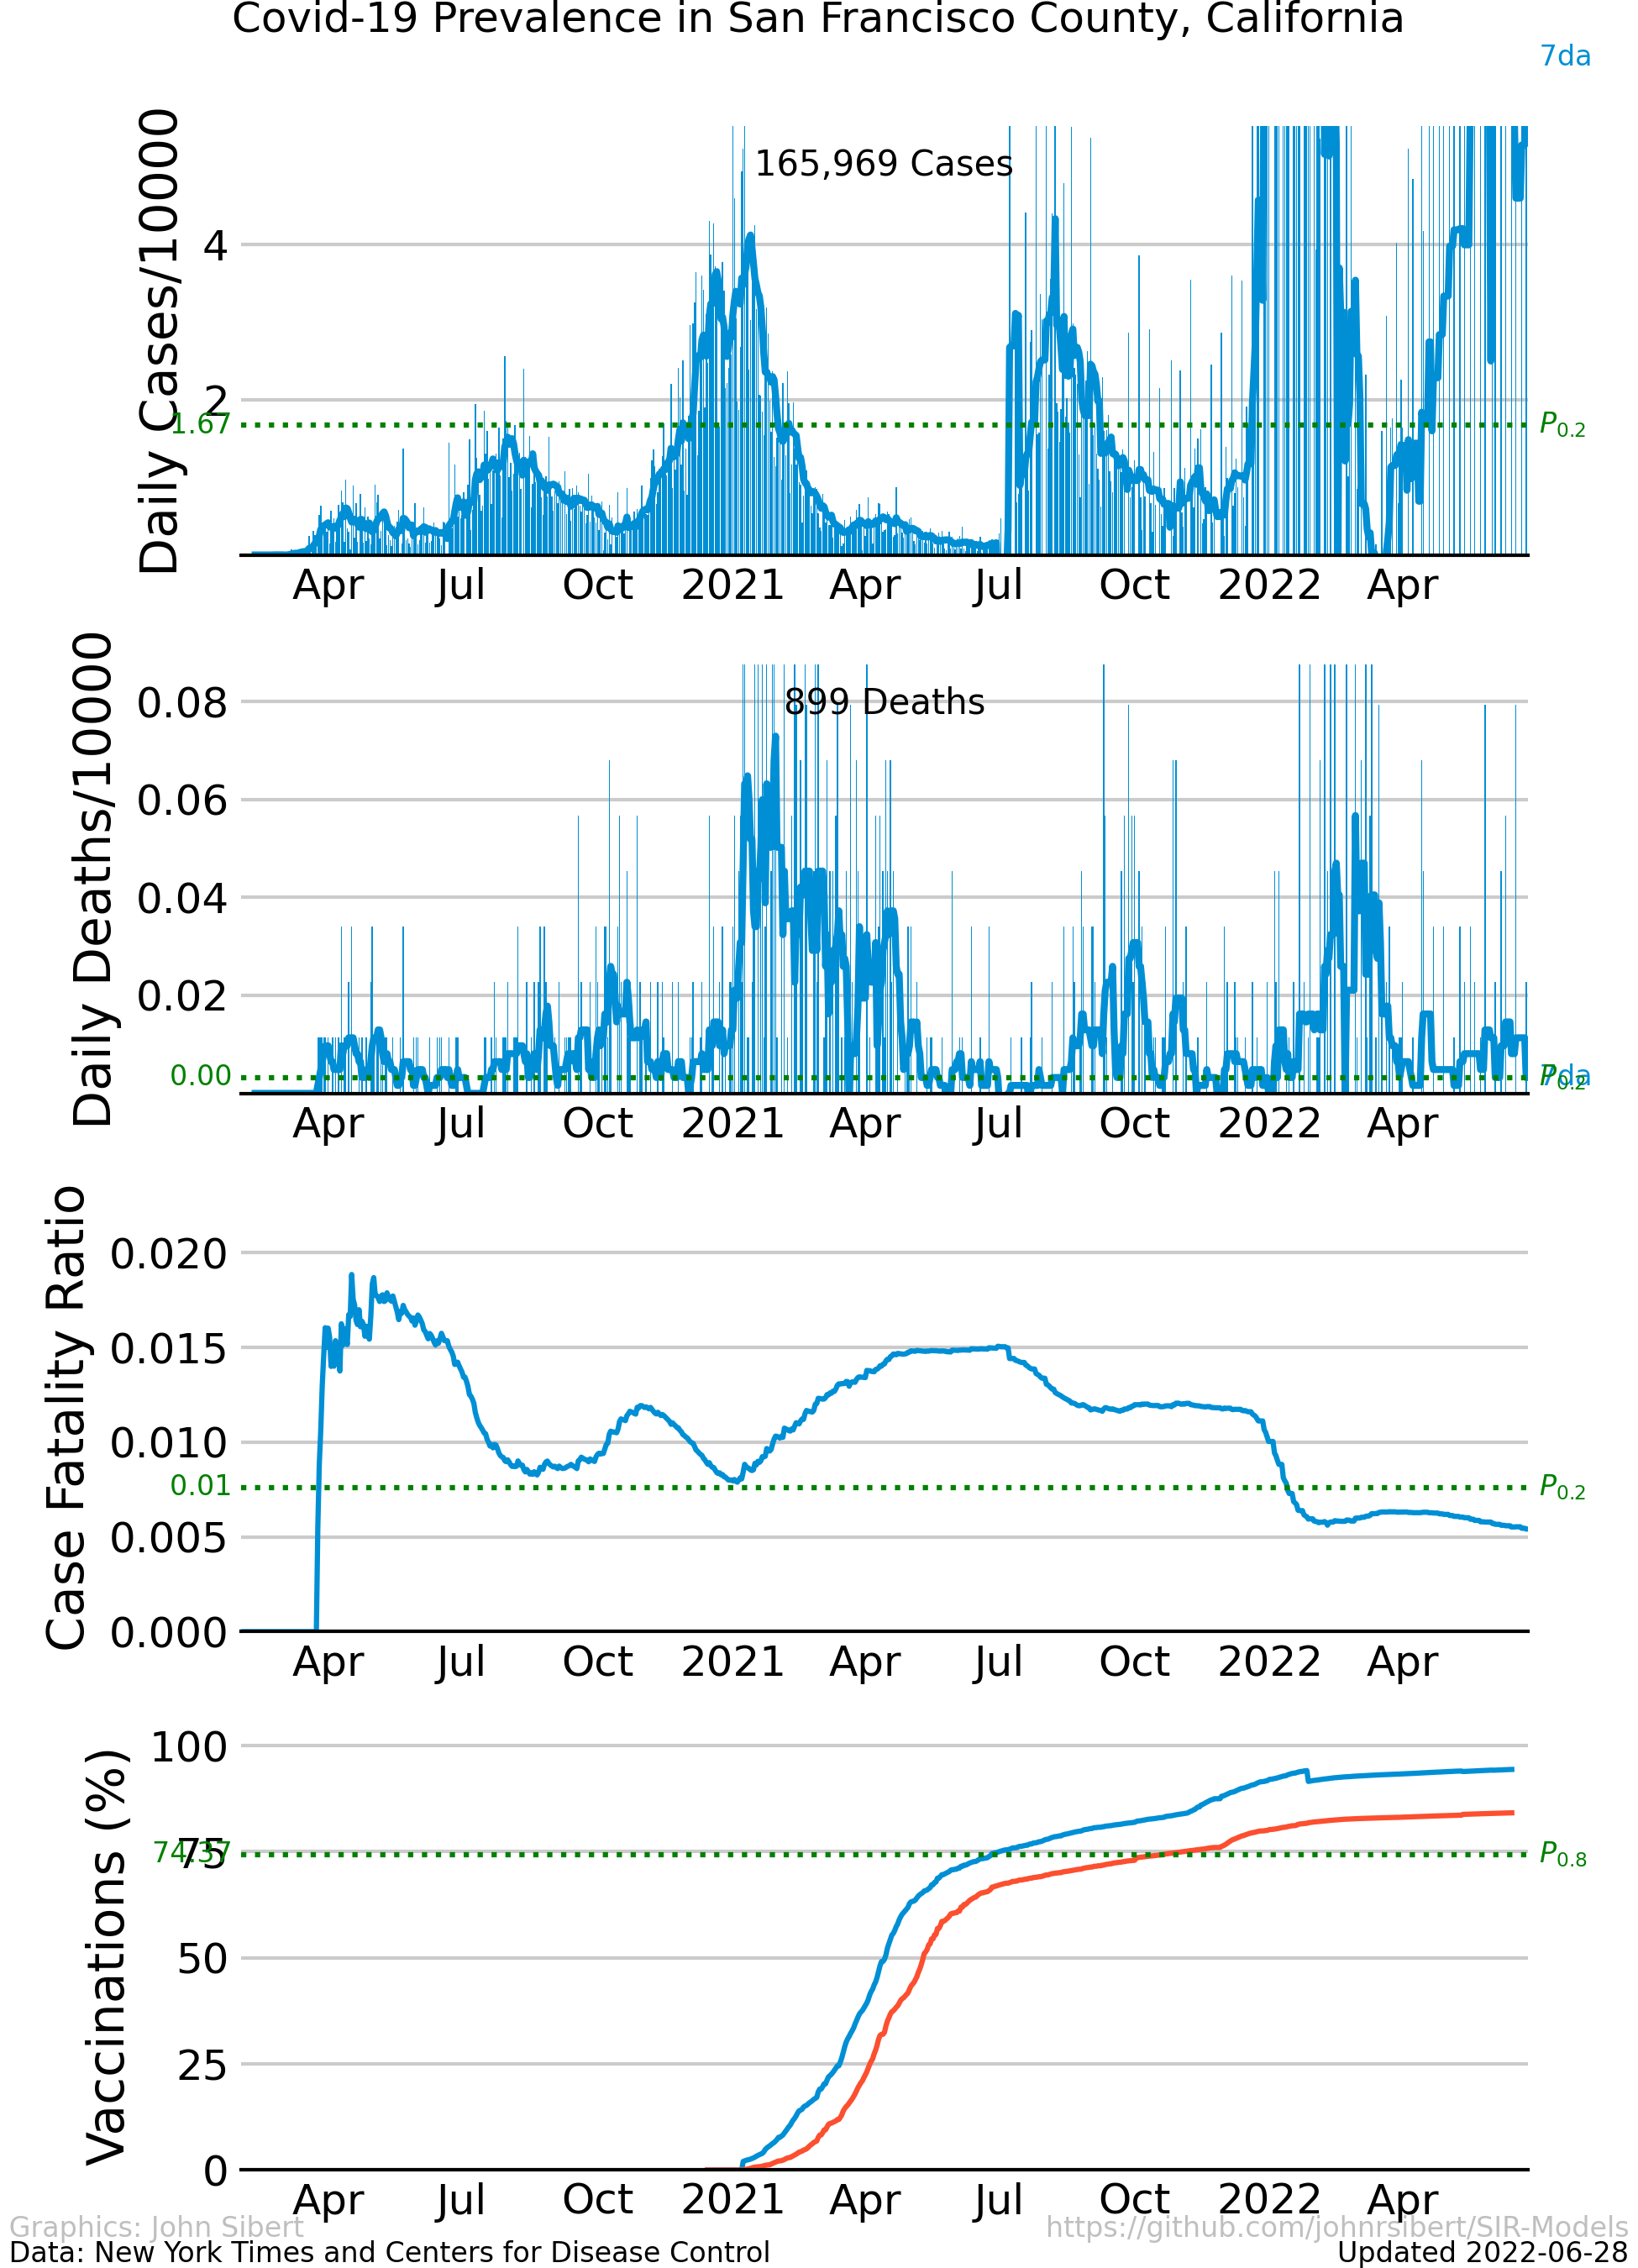 Covid-19 Prevalence in San Francisco County, California
7da
Daily Cases/10000
165,969 Cases
4
2
1.67
P0.2
Apr Jul Oct 2021 Apr Jul Oct 2022 Apr
Daily Deaths/10000
899 Deaths
0.08
0.06
0.04
0.02
0.00
P0.2
7da
Apr Jul Oct 2021 Apr Jul Oct 2022 Apr
Case Fatality Ratio
0.020
0.015
0.010
0.01
P0.2
0.005
0.000
Apr Jul Oct 2021 Apr Jul Oct 2022 Apr
Vaccinations (%)
100
75
74.37
P0.8
50
25
0
Apr Jul Oct 2021 Apr Jul Oct 2022 Apr
Graphics: John Sibert
https://github.com/johnrsibert/SIR-Models
Data: New York Times and Centers for Disease Control
Updated 2022-06-28